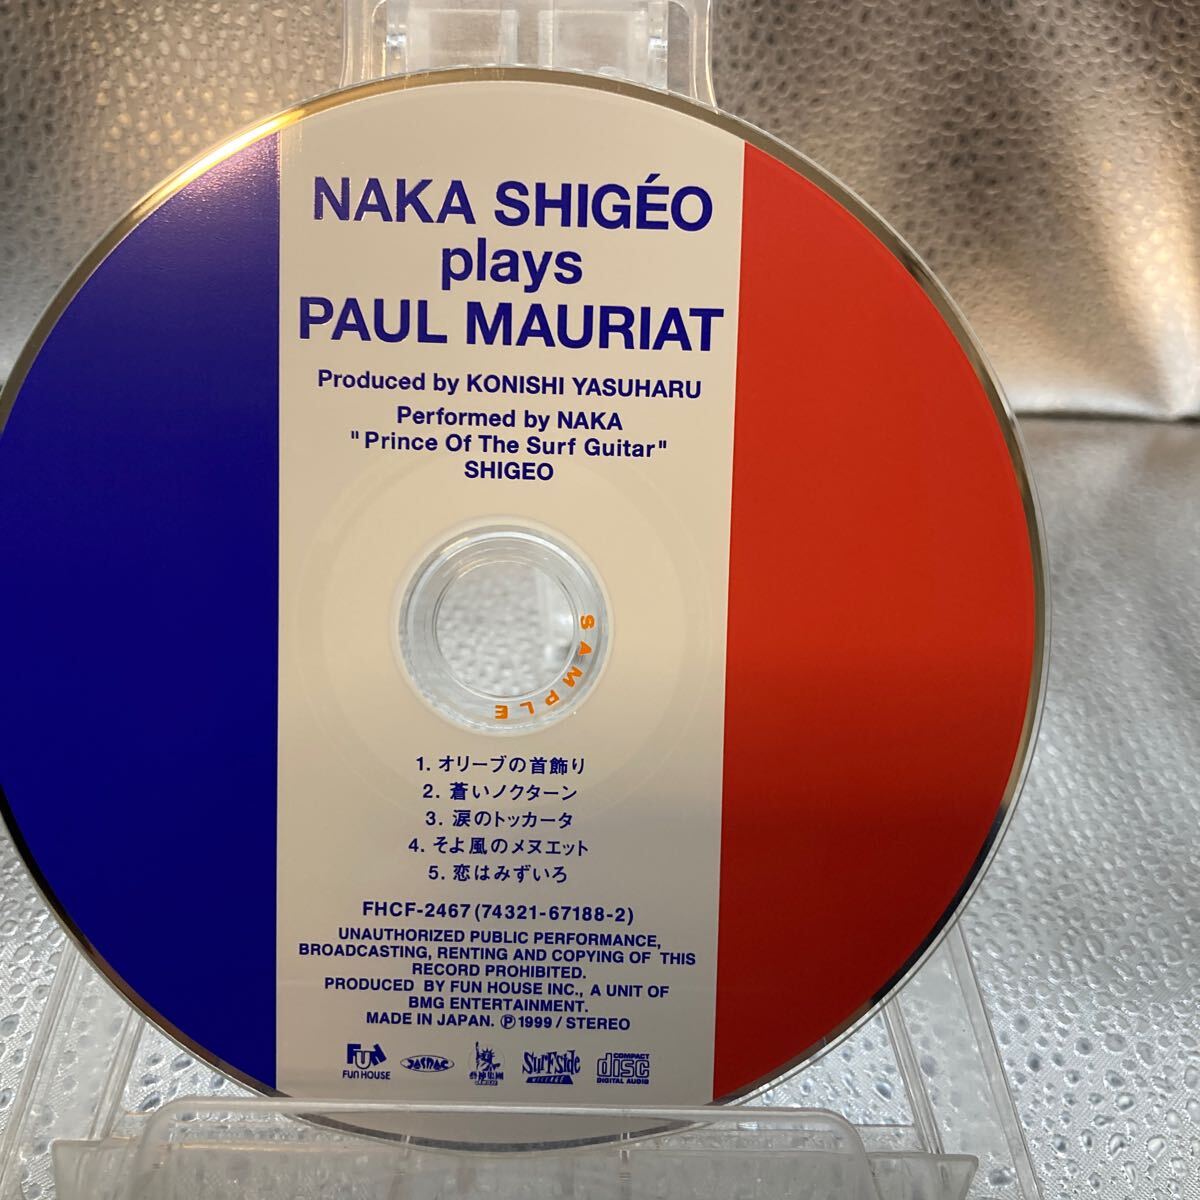 NAKA SHIGÉO
plays
PAUL MAURIAT
Produced by KONISHI YASUHARU
Performed by NAKA
"Prince Of The Surf Guitar"
SHIGEO
SAMPLE
1. オリーブの首飾り
2. 蒼いノクターン
3. 涙のトッカータ
4. そよ風のメヌエット
5. 恋はみずいろ
FHCF-2467 (74321-67188-2)
UNAUTHORIZED PUBLIC PERFORMANCE,
BROADCASTING, RENTING AND COPYING OF THIS
RECORD PROHIBITED.
PRODUCED BY FUN HOUSE INC., A UNIT OF
BMG ENTERTAINMENT.
MADE IN JAPAN. Ⓟ 1999 / STEREO
FUN
FUN HOUSE
JASRAC
SurfSide
COMPACT
disc
DIGITAL AUDIO